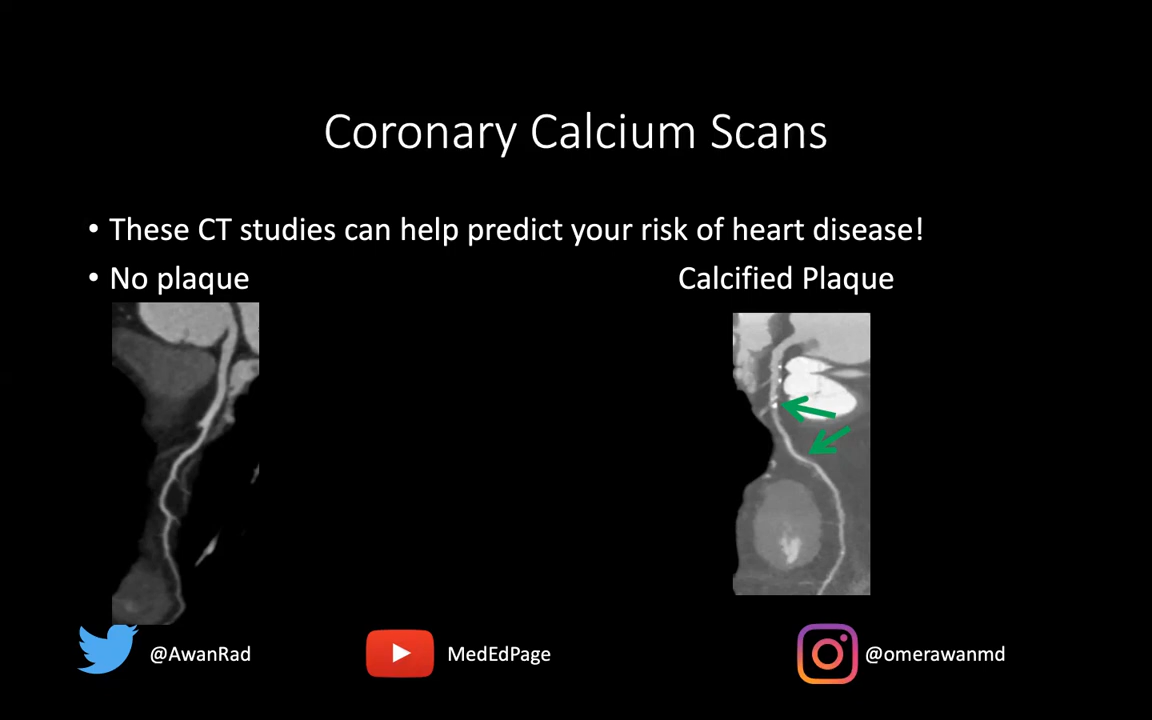 Coronary Calcium Scans
• These CT studies can help predict your risk of heart disease!
• No plaque
Calcified Plaque
@AwanRad
MedEdPage
@omerawanmd